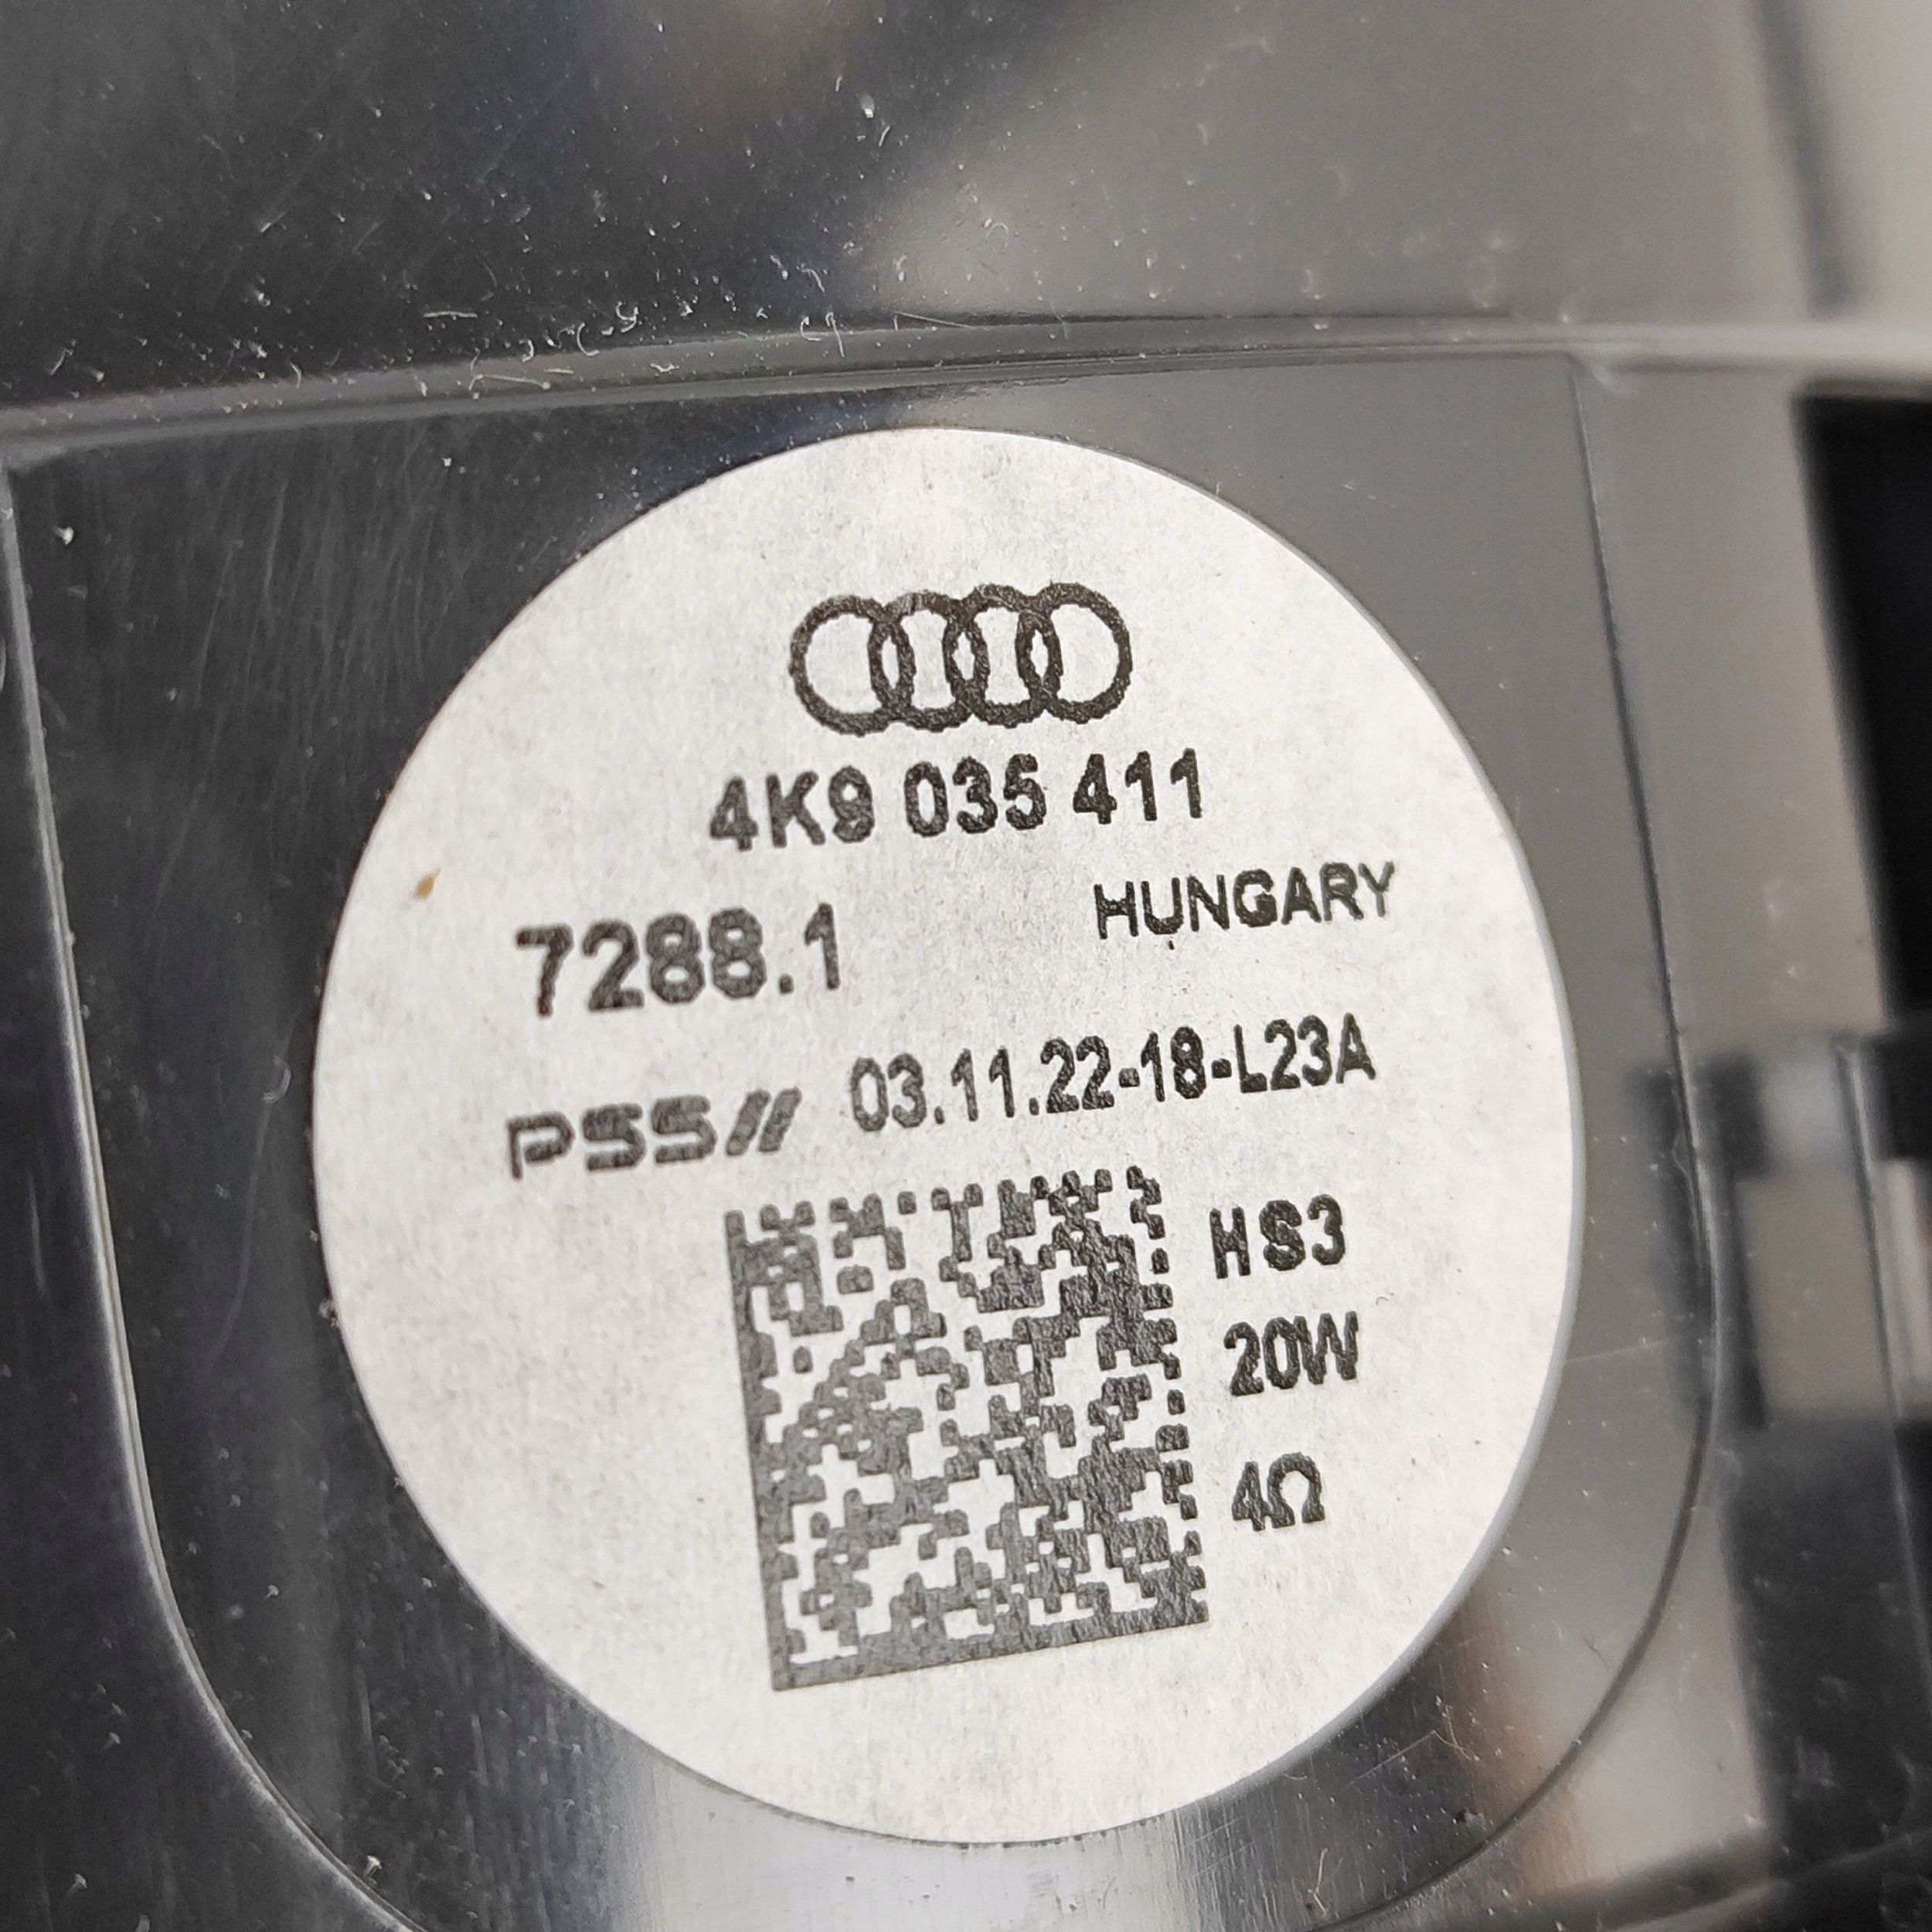 4K9 035 411
HUNGARY
7288.1
PSS// 03.11.22-18-L23A
HS3
20W
4Ω